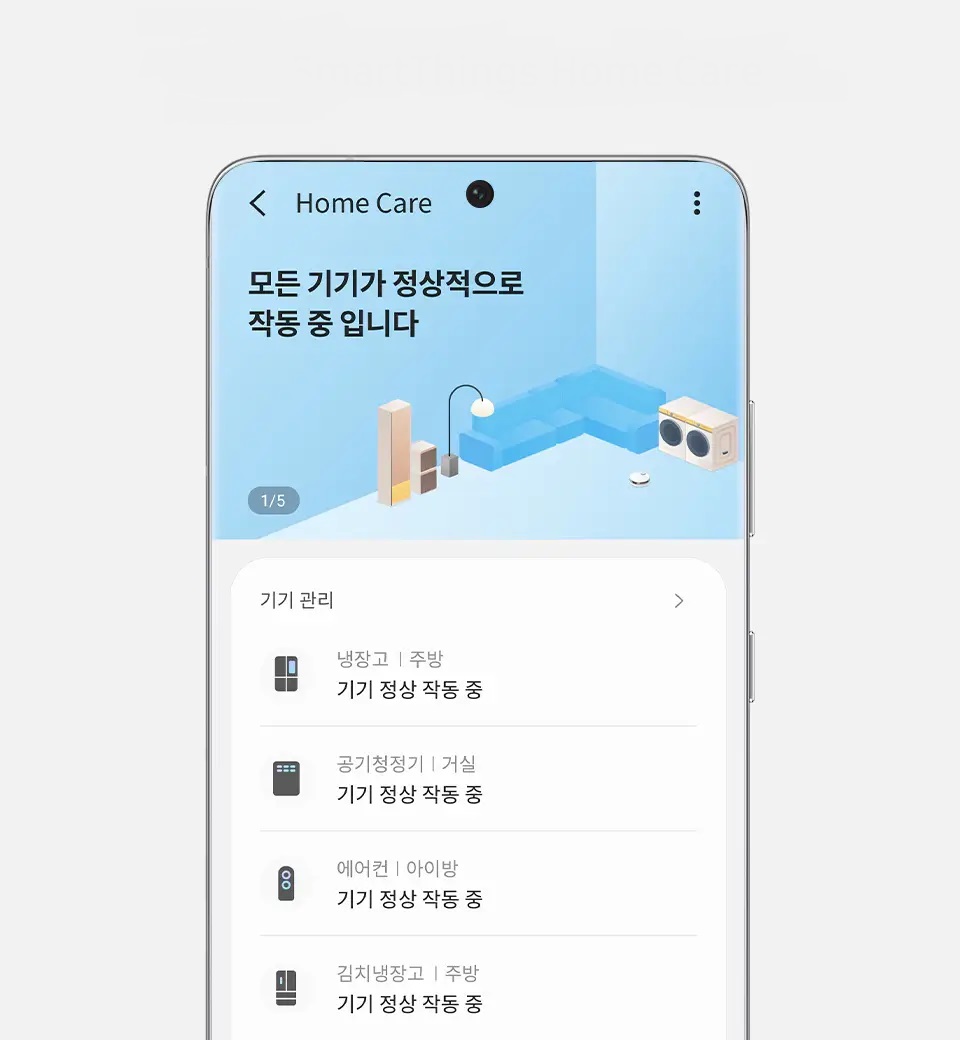 Home Care
모든 기기가 정상적으로
작동 중 입니다
1/5
기기 관리
냉장고 | 주방
기기 정상 작동 중
공기청정기 | 거실
기기 정상 작동 중
에어컨 | 아이방
기기 정상 작동 중
김치냉장고 | 주방
기기 정상 작동 중